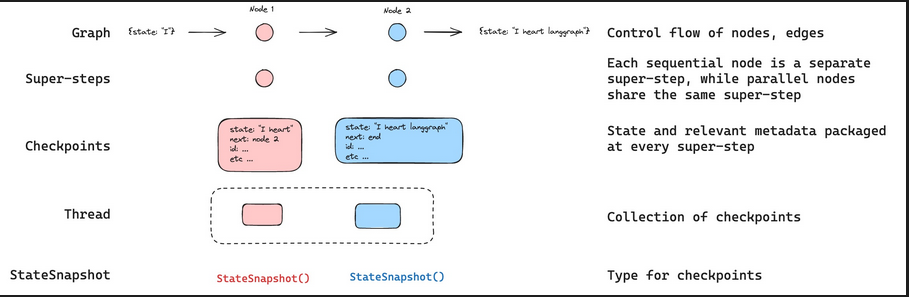 Node 1
Node 2
Graph
{state: "I"}
{state: "I heart langgraph"}
Control flow of nodes, edges
Super-steps
Each sequential node is a separate
super-step, while parallel nodes
share the same super-step
Checkpoints
state: "I heart"
next: node 2
id: ...
etc ...
state: "I heart langgraph"
next: end
id: ...
etc ...
State and relevant metadata packaged
at every super-step
Thread
Collection of checkpoints
StateSnapshot
StateSnapshot()
StateSnapshot()
Type for checkpoints